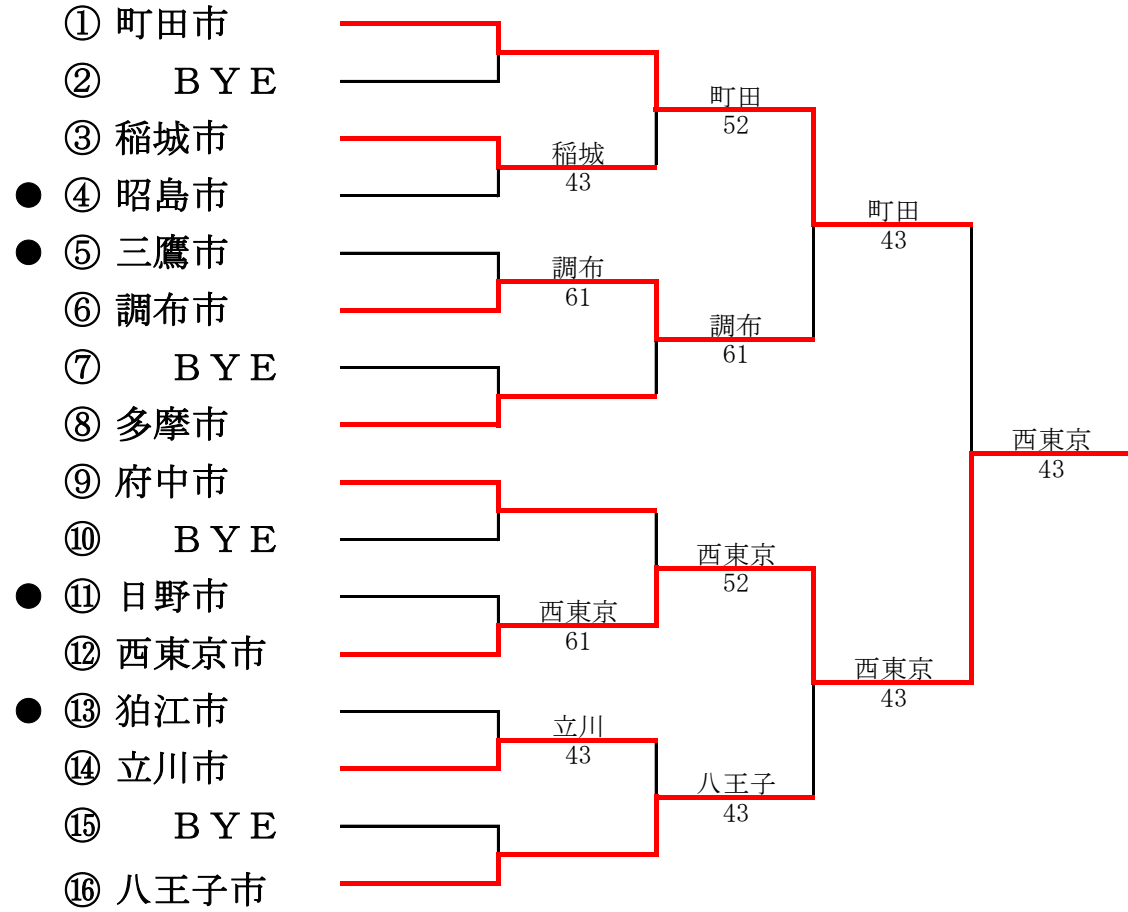 ① 町田市
② ＢＹＥ
③ 稲城市
● ④ 昭島市
● ⑤ 三鷹市
⑥ 調布市
⑦ ＢＹＥ
⑧ 多摩市
⑨ 府中市
⑩ ＢＹＥ
● ⑪ 日野市
⑫ 西東京市
● ⑬ 狛江市
⑭ 立川市
⑮ ＢＹＥ
⑯ 八王子市
稲城
43
調布
61
西東京
61
立川
43
町田
52
調布
61
西東京
52
八王子
43
町田
43
西東京
43
西東京
43